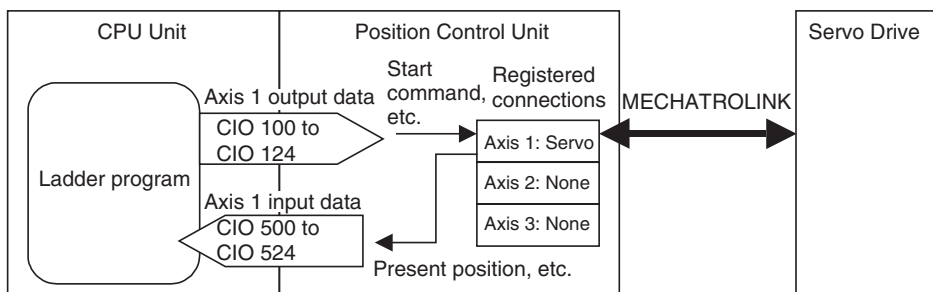 CPU Unit
Position Control Unit
Servo Drive
Start
command,
etc.
Registered
connections
MECHATROLINK
Axis 1 output data
CIO 100 to
CIO 124
Ladder program
Axis 1: Servo
Axis 2: None
Axis 3: None
Axis 1 input data
CIO 500 to
CIO 524
Present position, etc.